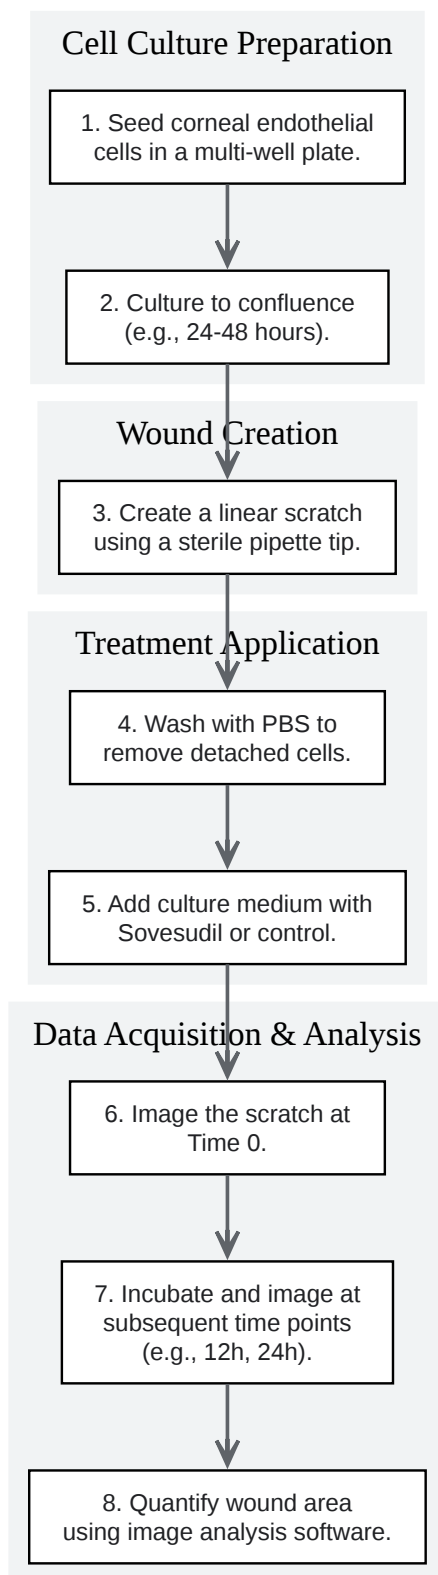 Cell Culture Preparation
1. Seed corneal endothelial
cells in a multi-well plate.
2. Culture to confluence
(e.g., 24-48 hours).
Wound Creation
3. Create a linear scratch
using a sterile pipette tip.
Treatment Application
4. Wash with PBS to
remove detached cells.
5. Add culture medium with
Sovesudil or control.
Data Acquisition & Analysis
6. Image the scratch at
Time 0.
7. Incubate and image at
subsequent time points
(e.g., 12h, 24h).
8. Quantify wound area
using image analysis software.